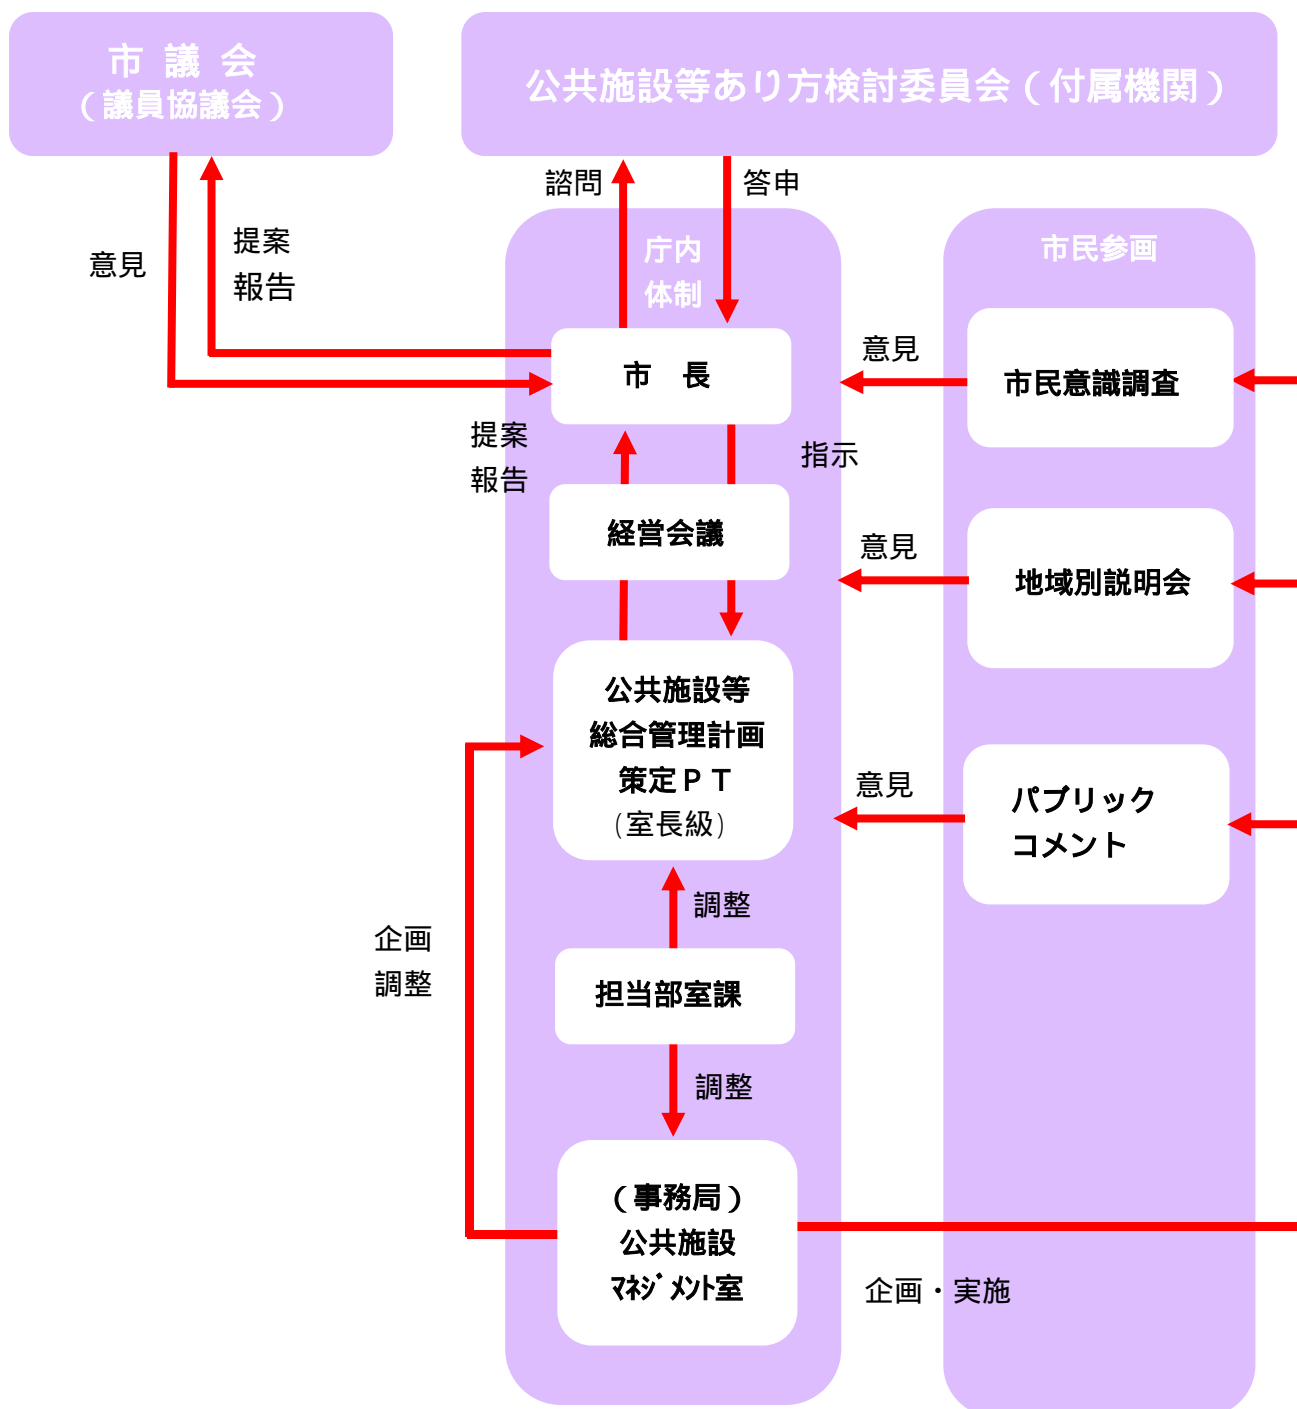 市 議 会
（議員協議会）
公共施設等あり方検討委員会（付属機関）
諮問
答申
意見
提案
報告
庁内
体制
市民参画
市　長
意見
市民意識調査
提案
報告
指示
経営会議
意見
地域別説明会
公共施設等
総合管理計画
策定ＰＴ
（室長級）
意見
パブリック
コメント
調整
企画
調整
担当部室課
調整
（事務局）
公共施設
ﾏﾈｼﾞﾒﾝﾄ室
企画・実施